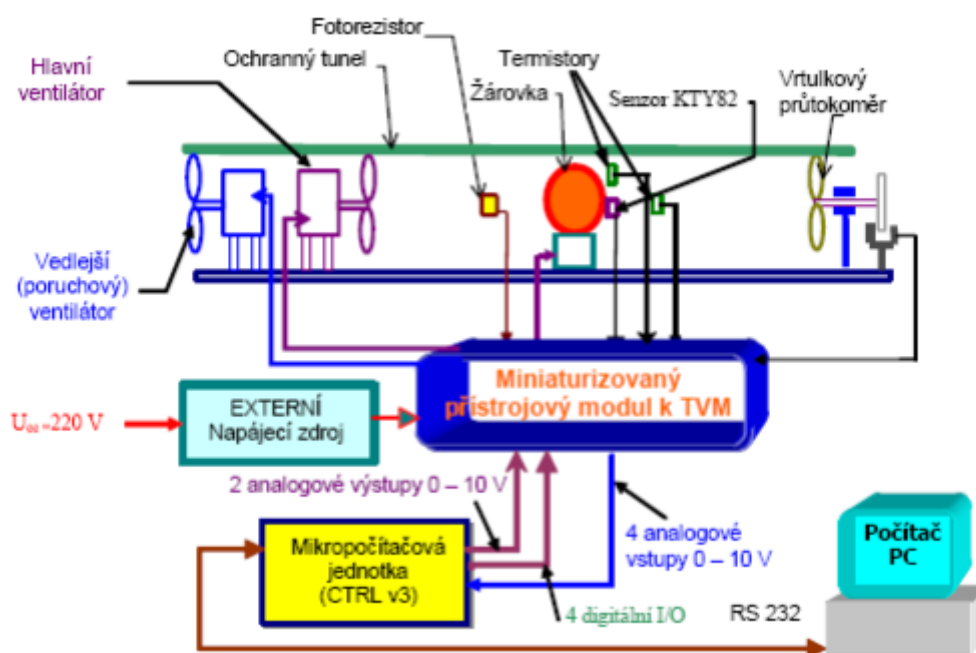 Fotorezistor
Ochranný tunel
Hlavní
ventilátor
Termistory
Žárovka
Senzor KTY82
Vrtulkový
průtokoměr
Vedlejší
(poruchový)
ventilátor
Miniaturizovaný
přístrojový modul k TVM
EXTERNÍ
Napájecí zdroj
=220 V
2 analogové výstupy 0 – 10 V
4 analogové
vstupy 0 – 10 V
Mikropočítačová
jednotka
(CTRL v3)
4 digitální I/O
RS 232
Počítač
PC